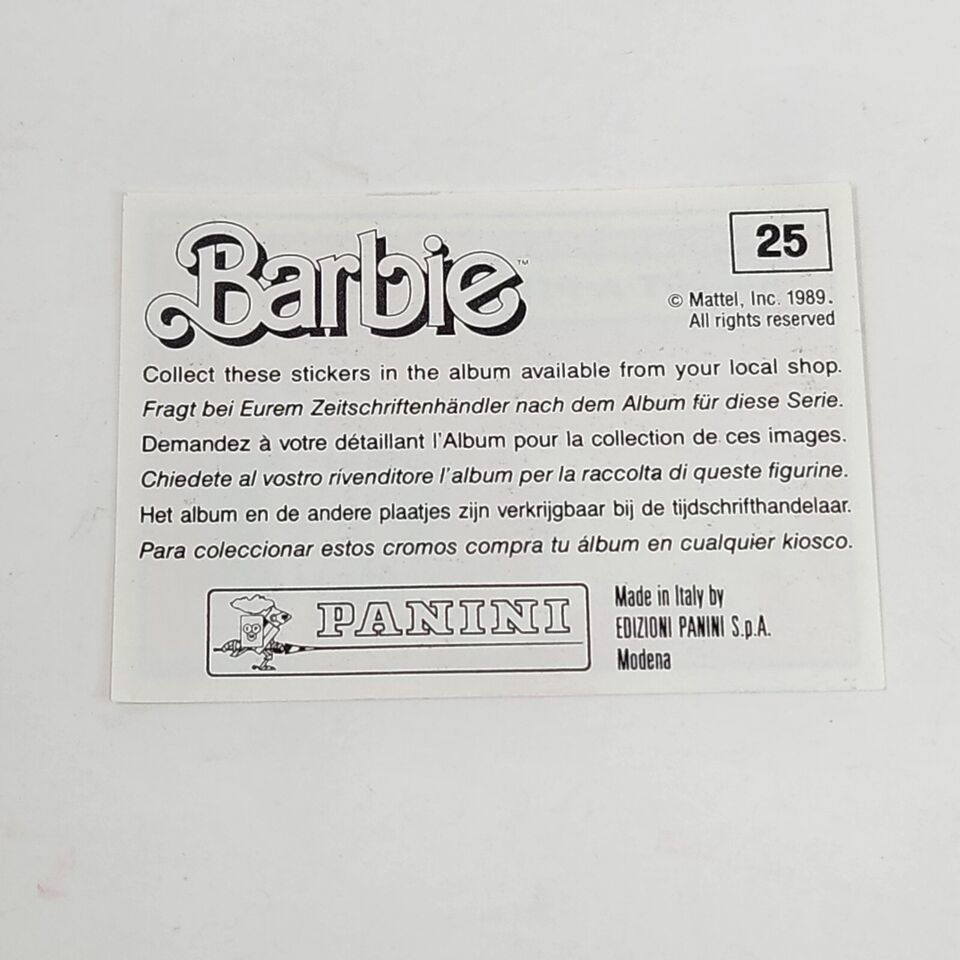 Barbie™
25
© Mattel, Inc. 1989.
All rights reserved
Collect these stickers in the album available from your local shop.
Fragt bei Eurem Zeitschriftenhändler nach dem Album für diese Serie.
Demandez à votre détaillant l'Album pour la collection de ces images.
Chiedete al vostro rivenditore l'album per la raccolta di queste figurine.
Het album en de andere plaatjes zijn verkrijgbaar bij de tijdschrifthandelaar.
Para coleccionar estos cromos compra tu álbum en cualquier kiosco.
PANINI
Made in Italy by
EDIZIONI PANINI S.p.A.
Modena